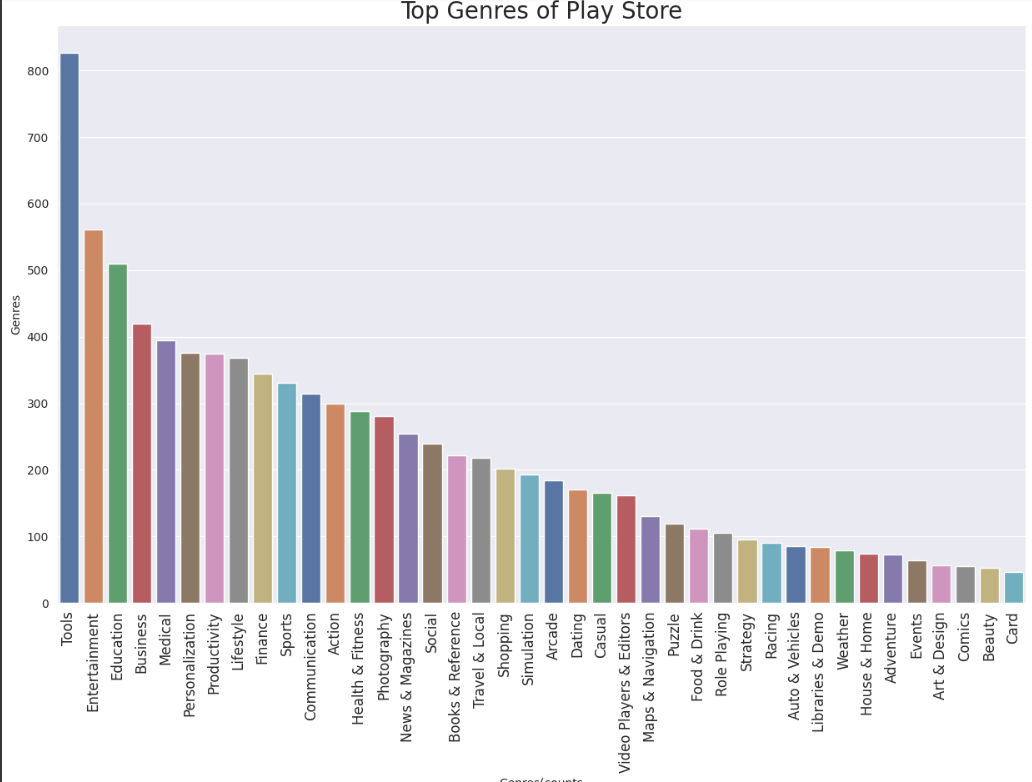 Top Genres of Play Store
Genres
800
700
600
500
400
300
200
100
0
Tools
Entertainment
Education
Business
Medical
Personalization
Productivity
Lifestyle
Finance
Sports
Communication
Action
Health & Fitness
Photography
News & Magazines
Social
Books & Reference
Travel & Local
Shopping
Simulation
Arcade
Dating
Casual
Video Players & Editors
Maps & Navigation
Puzzle
Food & Drink
Role Playing
Strategy
Racing
Auto & Vehicles
Libraries & Demo
Weather
House & Home
Adventure
Events
Art & Design
Comics
Beauty
Card
Genres/counts